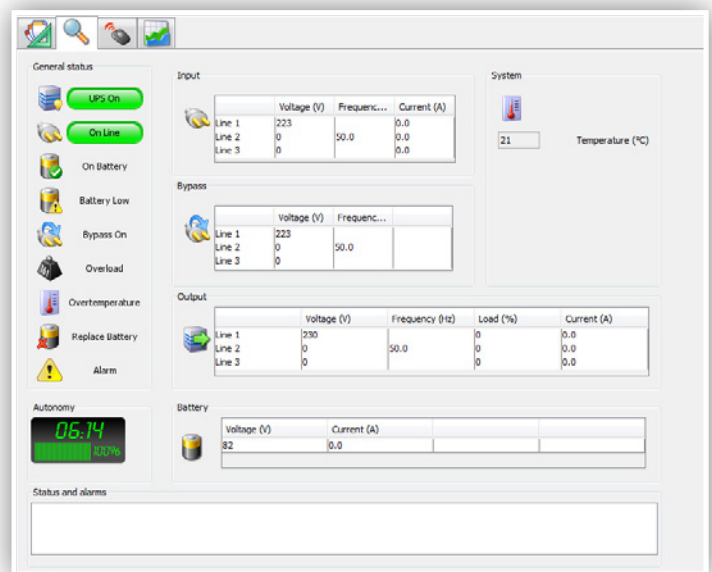 General status
UPS On
On Line
On Battery
Battery Low
Bypass On
Overload
Overtemperature
Replace Battery
Alarm
Autonomy
06:14
100%
Input
Voltage (V) Frequenc... Current (A)
Line 1 223 0.0
Line 2 0 50.0 0.0
Line 3 0 0.0
Bypass
Voltage (V) Frequenc...
Line 1 223
Line 2 0 50.0
Line 3 0
Output
Voltage (V) Frequency (Hz) Load (%) Current (A)
Line 1 230 0 0.0
Line 2 0 50.0 0 0.0
Line 3 0 0 0.0
Battery
Voltage (V) Current (A)
82 0.0
System
21 Temperature (ºC)
Status and alarms